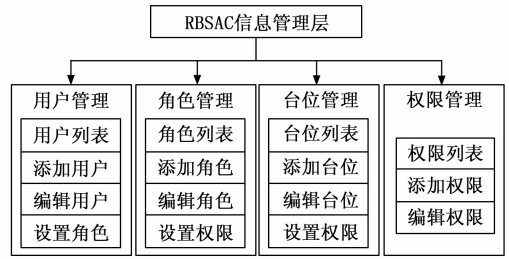 RBSAC信息管理层
用户管理
用户列表
添加用户
编辑用户
设置角色
角色管理
角色列表
添加角色
编辑角色
设置权限
台位管理
台位列表
添加台位
编辑台位
设置权限
权限管理
权限列表
添加权限
编辑权限